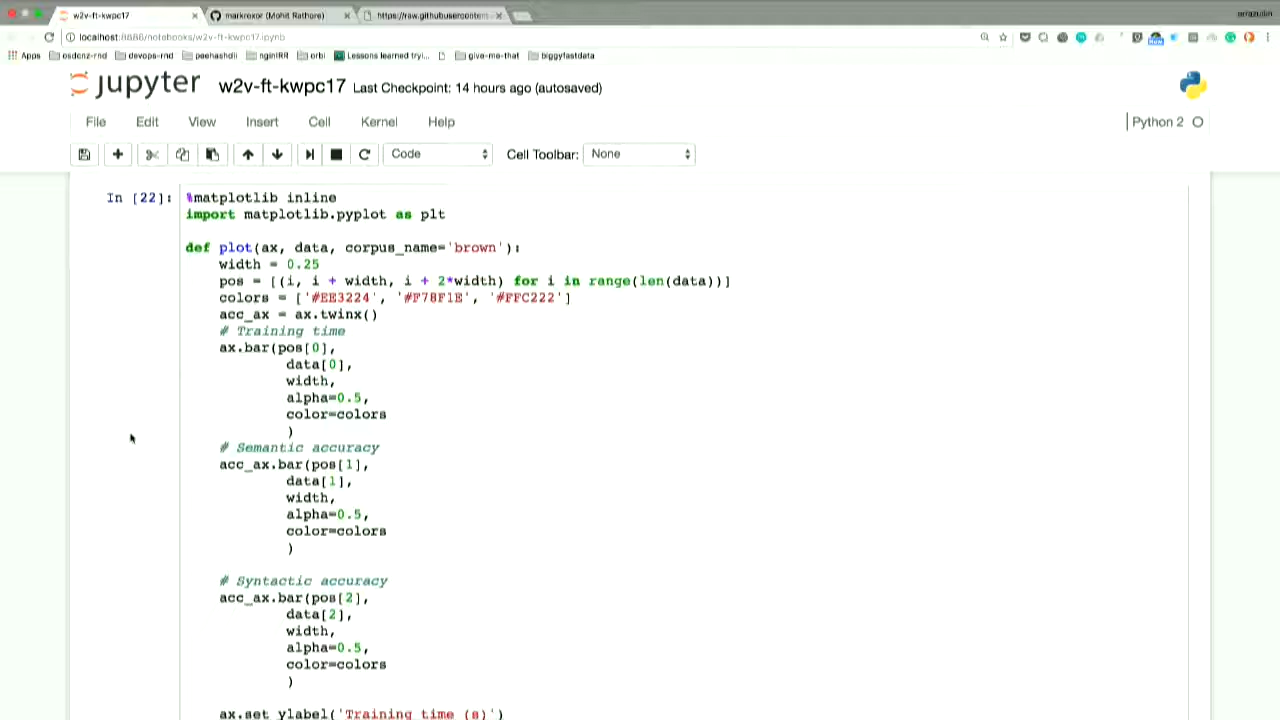 w2v-ft-kwpc17
markroxor (Mohit Rathore)
https://raw.githubusercontent
localhost:8888/notebooks/w2v-ft-kwpc17.ipynb
Apps osdcnz-rnd devops-rnd peehashdii nginIRR orbi Lessons learned tryi... give-me-that biggyfastdata
jupyter w2v-ft-kwpc17 Last Checkpoint: 14 hours ago (autosaved)
File Edit View Insert Cell Kernel Help Python 2
Code Cell Toolbar: None
In [22]: %matplotlib inline
import matplotlib.pyplot as plt
def plot(ax, data, corpus_name='brown'):
width = 0.25
pos = [(i, i + width, i + 2*width) for i in range(len(data))]
colors = ['#EE3224', '#F78F1E', '#FFC222']
acc_ax = ax.twinx()
# Training time
ax.bar(pos[0],
data[0],
width,
alpha=0.5,
color=colors
)
# Semantic accuracy
acc_ax.bar(pos[1],
data[1],
width,
alpha=0.5,
color=colors
)
# Syntactic accuracy
acc_ax.bar(pos[2],
data[2],
width,
alpha=0.5,
color=colors
)
ax.set_ylabel('Training time (s)')